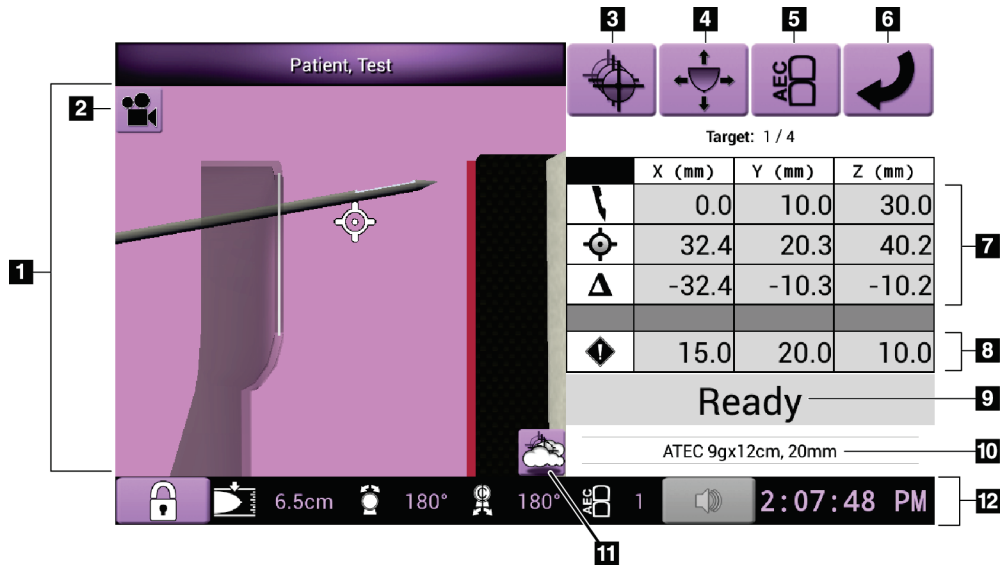 3 4 5 6
1
2
Patient, Test
AEC
Target: 1 / 4
X (mm) Y (mm) Z (mm)
0.0 10.0 30.0
32.4 20.3 40.2
Δ -32.4 -10.3 -10.2
7
! 15.0 20.0 10.0
8
Ready
9
ATEC 9gx12cm, 20mm
10
6.5cm 180° C 180° AEC 1 2:07:48 PM
12
11